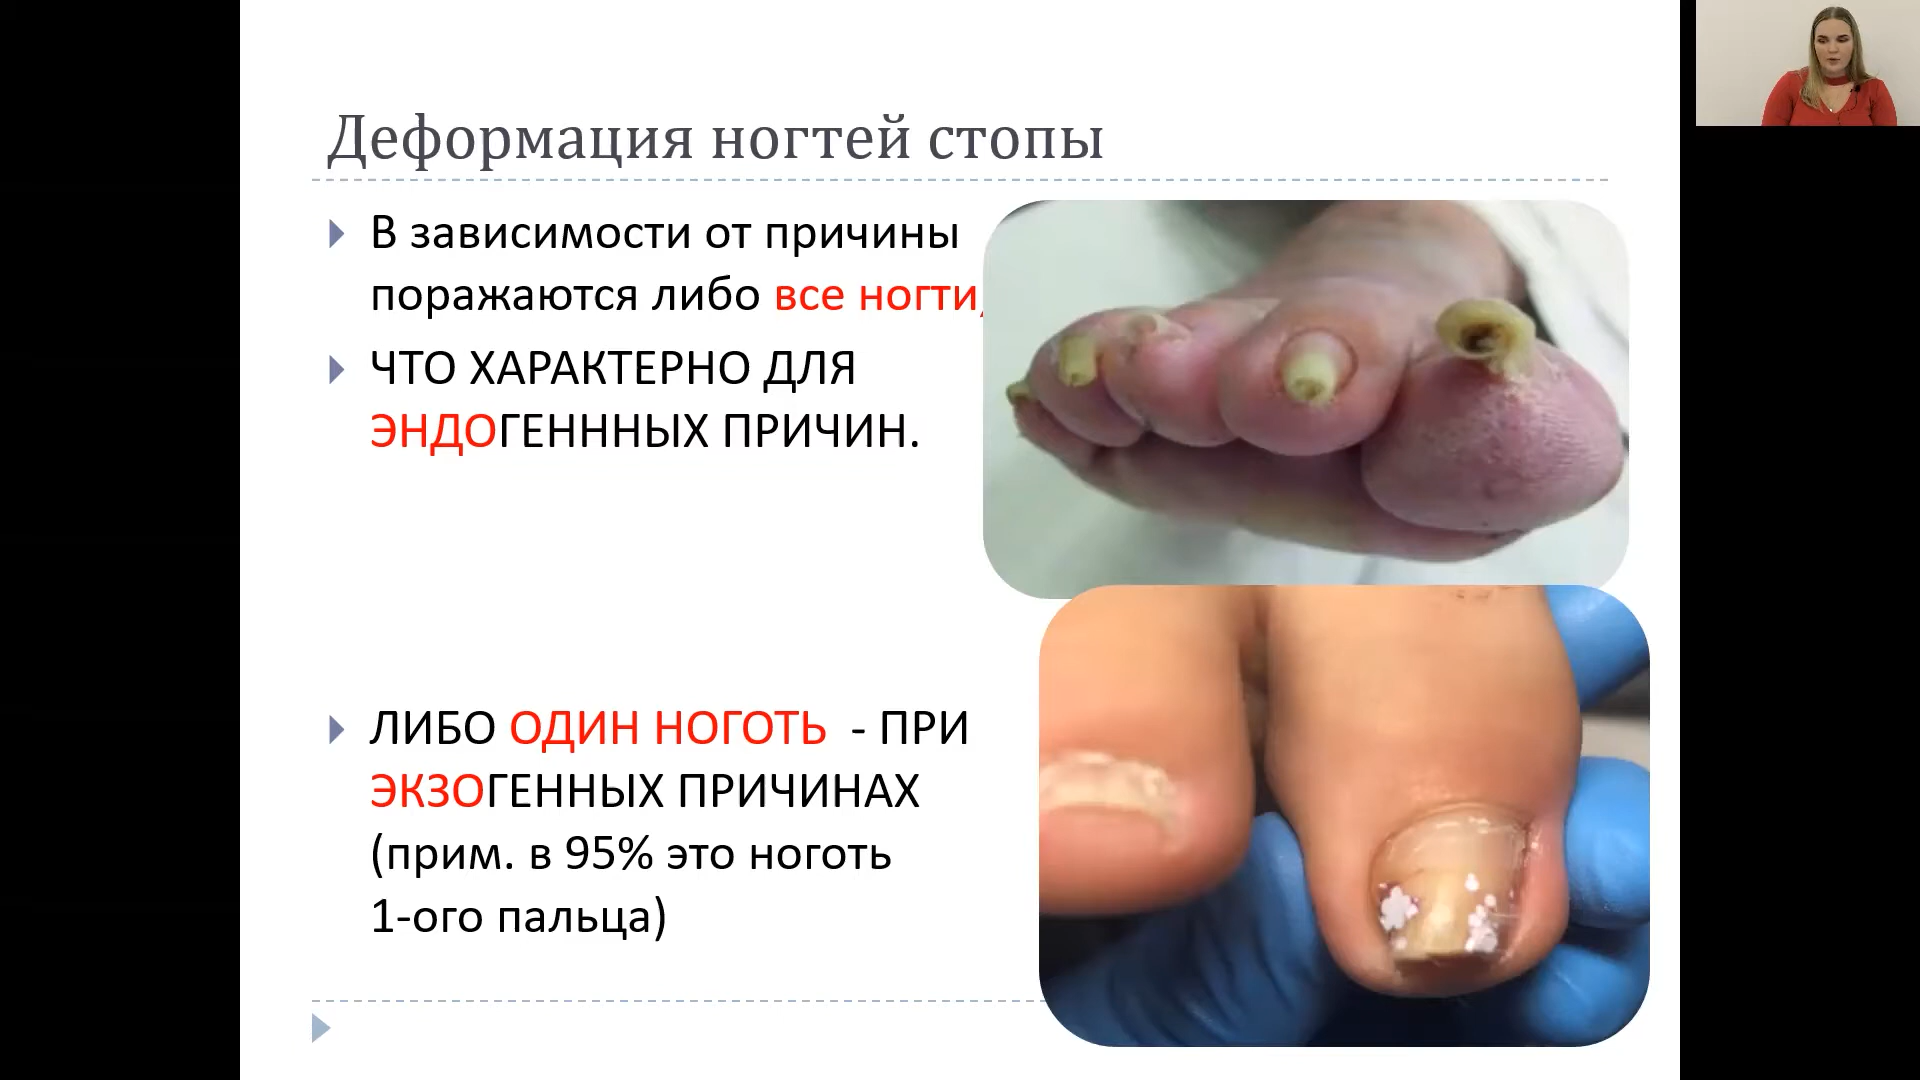 Деформация ногтей стопы
В зависимости от причины
поражаются либо все ногти,
ЧТО ХАРАКТЕРНО ДЛЯ
ЭНДОГЕНННЫХ ПРИЧИН.
ЛИБО ОДИН НОГОТЬ - ПРИ
ЭКЗОГЕННЫХ ПРИЧИНАХ
(прим. в 95% это ноготь
1-ого пальца)